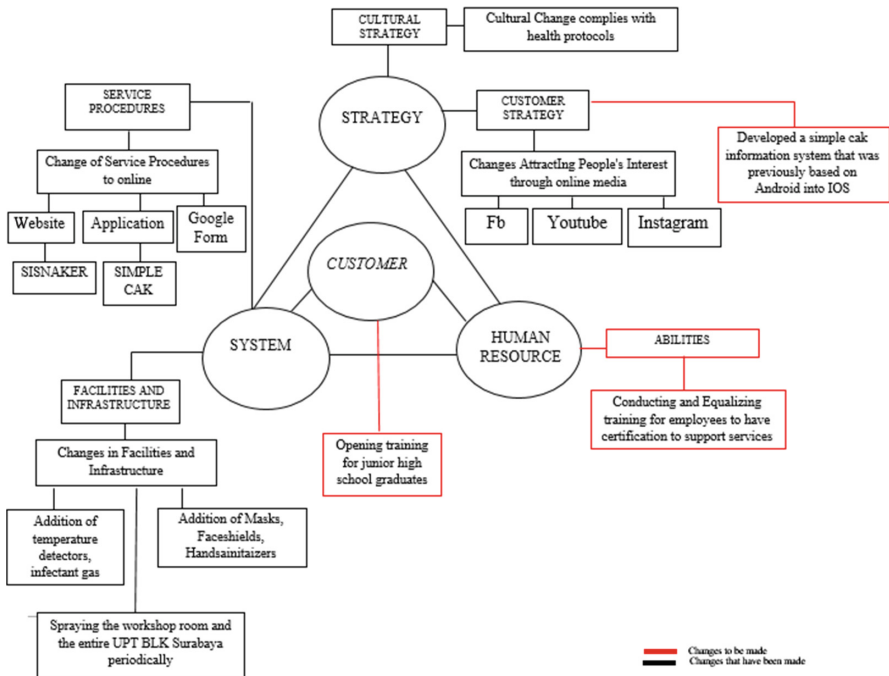 CULTURAL
STRATEGY
Cultural Change complies with
health protocols
SERVICE
PROCEDURES
STRATEGY
CUSTOMER
STRATEGY
Developed a simple cak
information system that was
previously based on
Android into IOS
Change of Service Procedures
to online
Changes AttractIng People's Interest
through online media
Website
Application
Google
Form
Fb
Youtube
Instagram
SISNAKER
SIMPLE
CAK
CUSTOMER
SYSTEM
HUMAN
RESOURCE
ABILITIES
FACILITIES AND
INFRASTRUCTURE
Conducting and Equalizing
training for employees to have
certification to support services
Changes in Facilities and
Infrastructure
Opening training
for junior high
school graduates
Addition of
temperature
detectors,
infectant gas
Addition of Masks,
Faceshields,
Handsainitaizers
Spraying the workshop room and
the entire UPT BLK Surabaya
periodically
Changes to be made
Changes that have been made